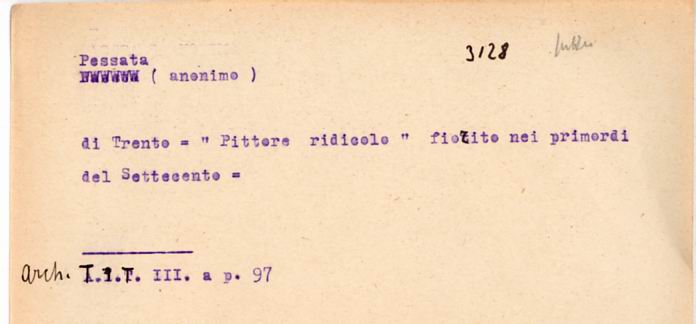 3128
Pessata
( anonimo )
di Trento = " Pittore ridicolo " fiorito nei primordi
del Settecento =
arch. T.I.T. III. a p. 97